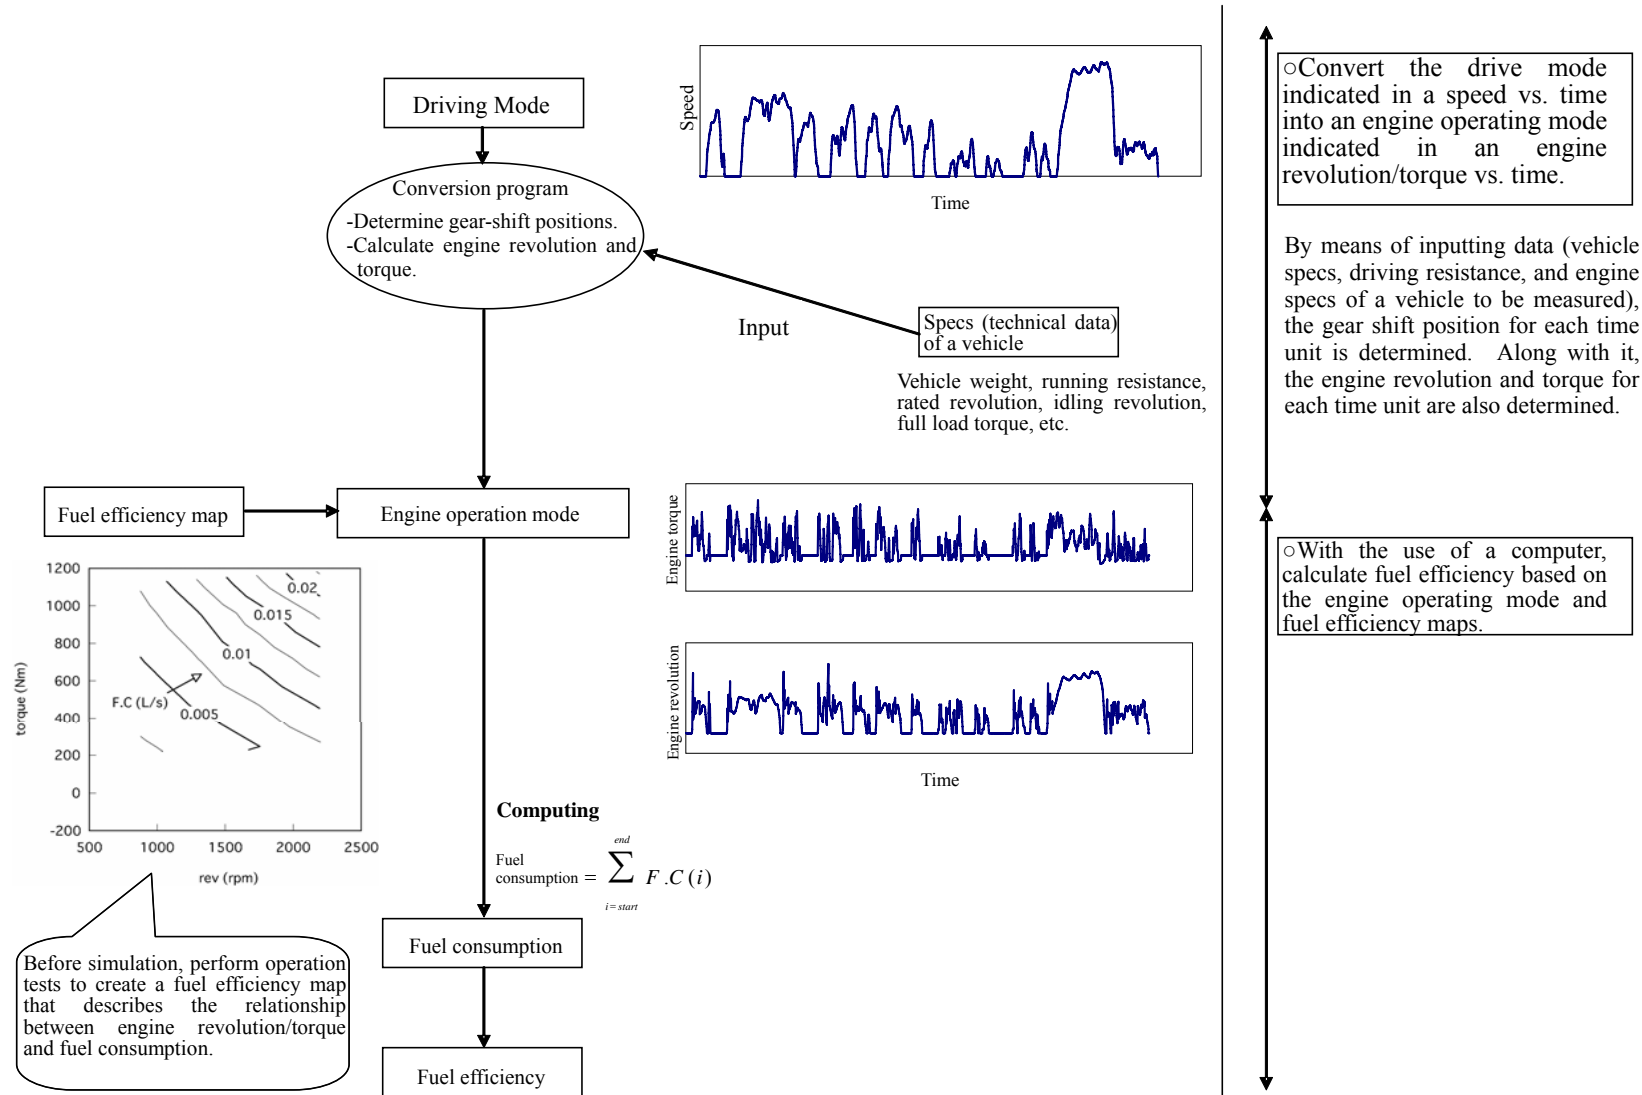 Driving Mode
Conversion program
-Determine gear-shift positions.
-Calculate engine revolution and
torque.
Speed
Time
Input
Specs (technical data)
of a vehicle
Vehicle weight, running resistance,
rated revolution, idling revolution,
full load torque, etc.
Fuel efficiency map
Engine operation mode
Engine torque
Engine revolution
Time
1200
1000
800
600
400
200
0
-200
torque (Nm)
500 1000 1500 2000 2500
rev (rpm)
0.02
0.015
0.01
F.C (L/s)
0.005
Before simulation, perform operation
tests to create a fuel efficiency map
that describes the relationship
between engine revolution/torque
and fuel consumption.
Computing
Fuel
consumption = end ∑ i=start F.C(i)
Fuel consumption
Fuel efficiency
○Convert the drive mode
indicated in a speed vs. time
into an engine operating mode
indicated in an engine
revolution/torque vs. time.
By means of inputting data (vehicle
specs, driving resistance, and engine
specs of a vehicle to be measured),
the gear shift position for each time
unit is determined. Along with it,
the engine revolution and torque for
each time unit are also determined.
○With the use of a computer,
calculate fuel efficiency based on
the engine operating mode and
fuel efficiency maps.